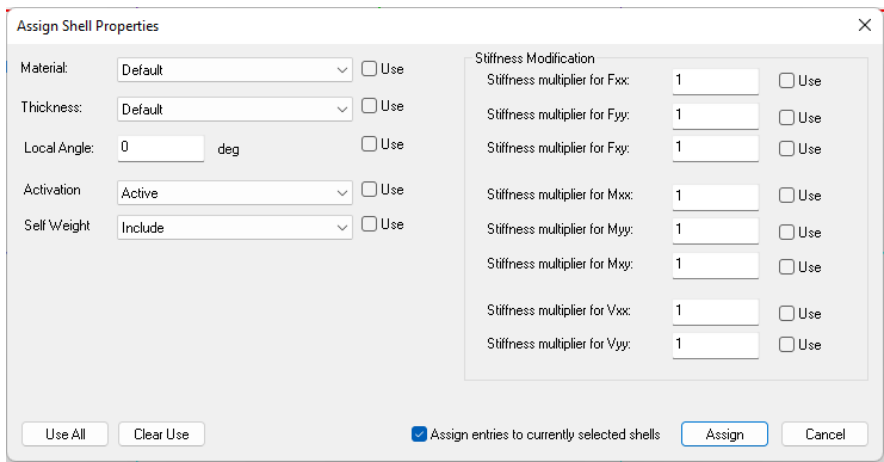 Assign Shell Properties
Material: Default Use
Thickness: Default Use
Local Angle: 0 deg Use
Activation Active Use
Self Weight Include Use
Stiffness Modification
Stiffness multiplier for Fxx: 1 Use
Stiffness multiplier for Fyy: 1 Use
Stiffness multiplier for Fxy: 1 Use
Stiffness multiplier for Mxx: 1 Use
Stiffness multiplier for Myy: 1 Use
Stiffness multiplier for Mxy: 1 Use
Stiffness multiplier for Vxx: 1 Use
Stiffness multiplier for Vyy: 1 Use
Use All Clear Use Assign entries to currently selected shells Assign Cancel